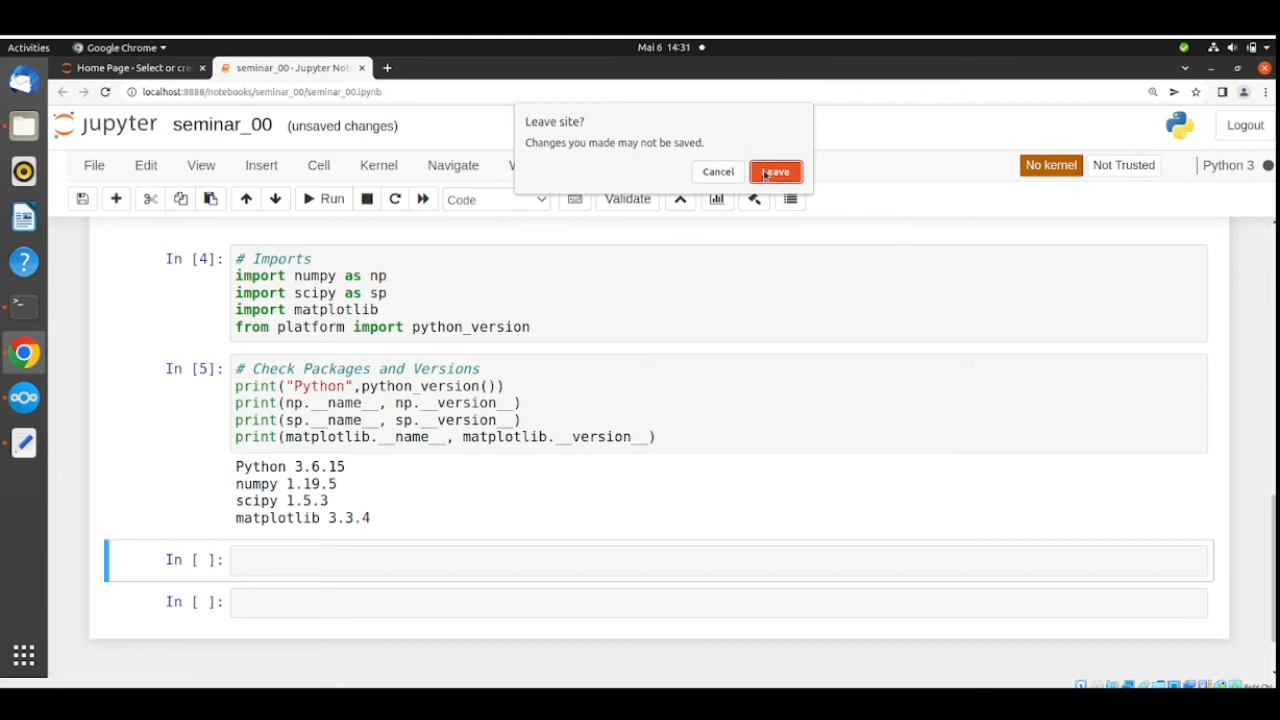 Activities
Google Chrome
Mai 6 14:31
Home Page - Select or cre
seminar_00 - Jupyter Not
localhost:8888/notebooks/seminar_00/seminar_00.ipynb
Leave site?
Changes you made may not be saved.
Cancel
jupyter
seminar_00
(unsaved changes)
Logout
File
Edit
View
Insert
Cell
Kernel
Navigate
No kernel
Not Trusted
Python 3
Run
Code
Validate
In [4]:
# Imports
import numpy as np
import scipy as sp
import matplotlib
from platform import python_version
In [5]:
# Check Packages and Versions
print("Python",python_version())
print(np.__name__, np.__version__)
print(sp.__name__, sp.__version__)
print(matplotlib.__name__, matplotlib.__version__)
Python 3.6.15
numpy 1.19.5
scipy 1.5.3
matplotlib 3.3.4
In [ ]:
In [ ]: